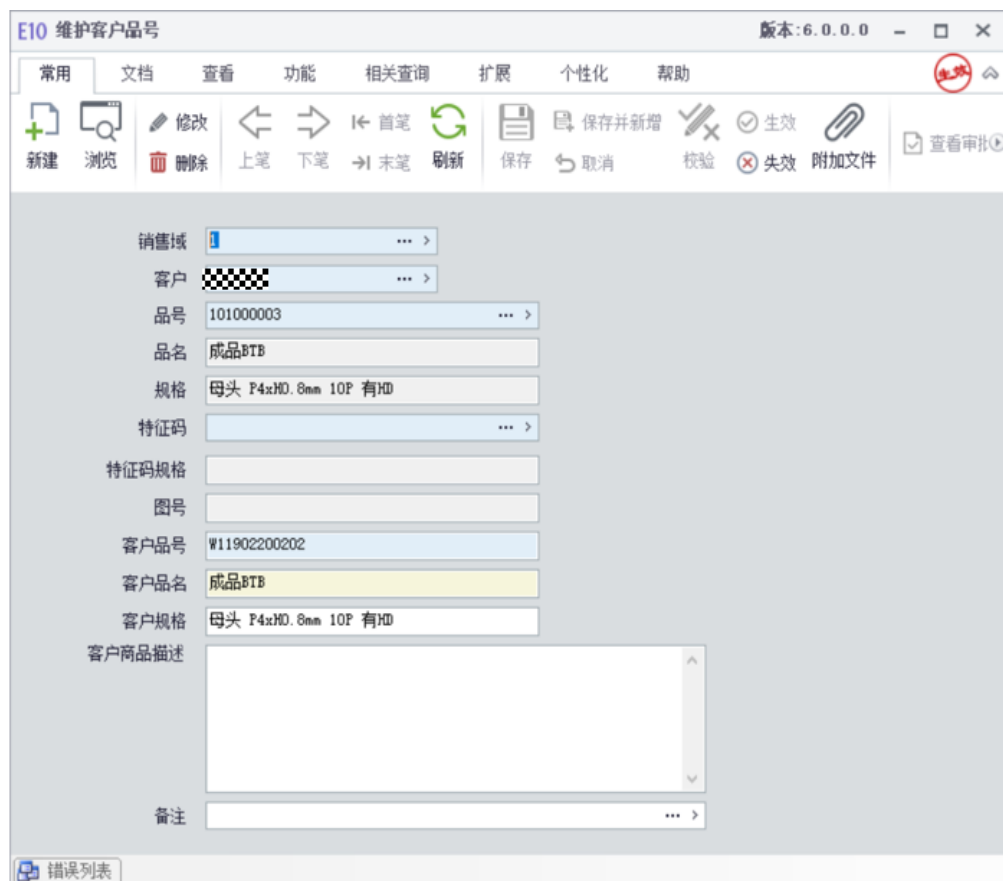 E10 维护客户品号 版本:6.0.0.0
常用 文档 查看 功能 相关查询 扩展 个性化 帮助 生效
新建 浏览 修改 删除 上笔 下笔 首笔 末笔 刷新 保存 保存并新增 取消 校验 生效 失效 附加文件 查看审批
销售域 1
客户
品号 101000003
品名 成品BTB
规格 母头 P4xH0.8mm 10P 有HD
特征码
特征码规格
图号
客户品号 W11902200202
客户品名 成品BTB
客户规格 母头 P4xH0.8mm 10P 有HD
客户商品描述
备注
错误列表